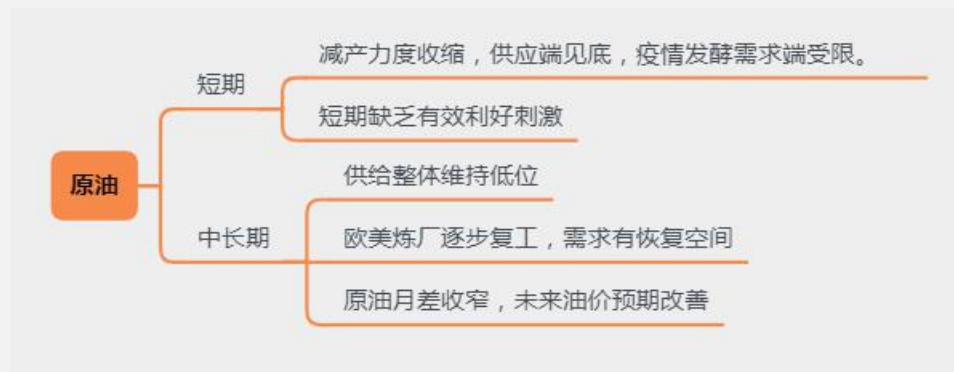 原油
短期
减产力度收缩，供应端见底，疫情发酵需求端受限。
短期缺乏有效利好刺激
中长期
供给整体维持低位
欧美炼厂逐步复工，需求有恢复空间
原油月差收窄，未来油价预期改善